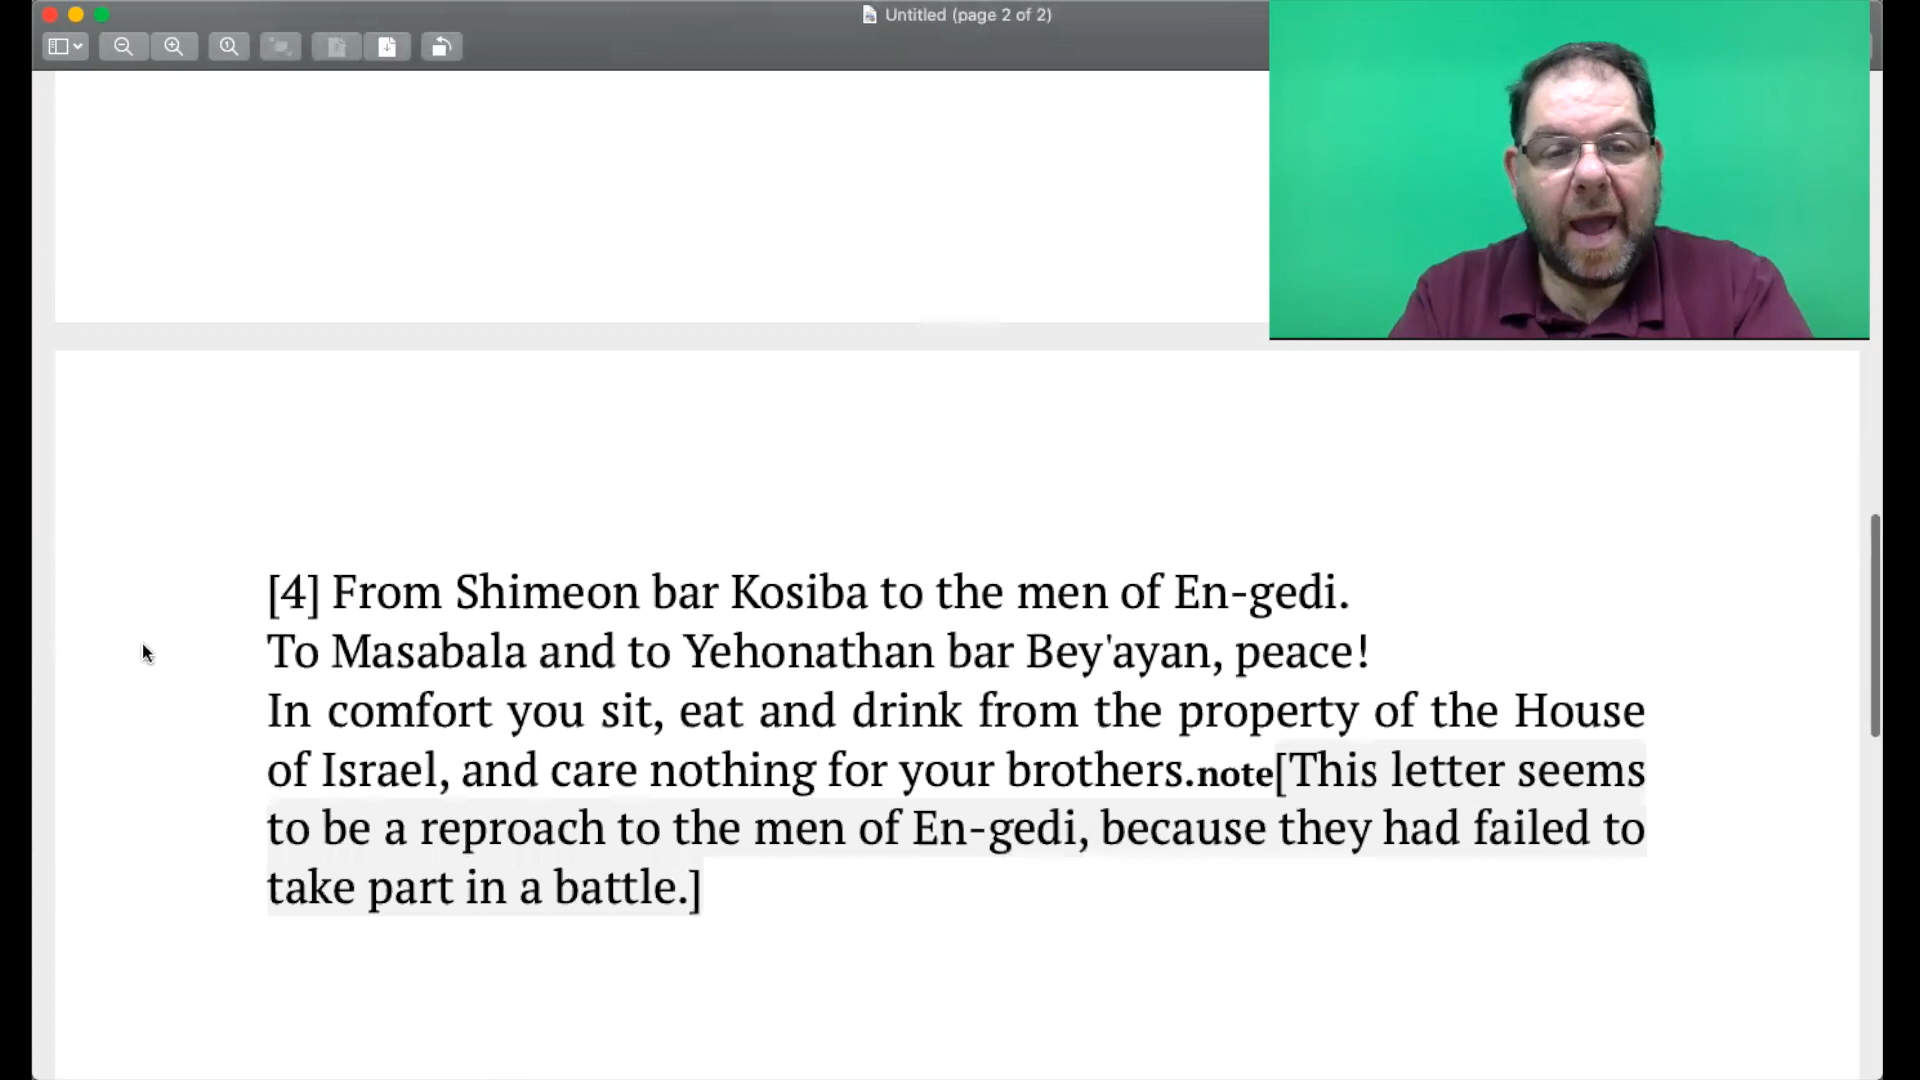 Untitled (page 2 of 2)
[4] From Shimeon bar Kosiba to the men of En-gedi.
To Masabala and to Yehonathan bar Bey'ayan, peace!
In comfort you sit, eat and drink from the property of the House
of Israel, and care nothing for your brothers.note[This letter seems
to be a reproach to the men of En-gedi, because they had failed to
take part in a battle.]